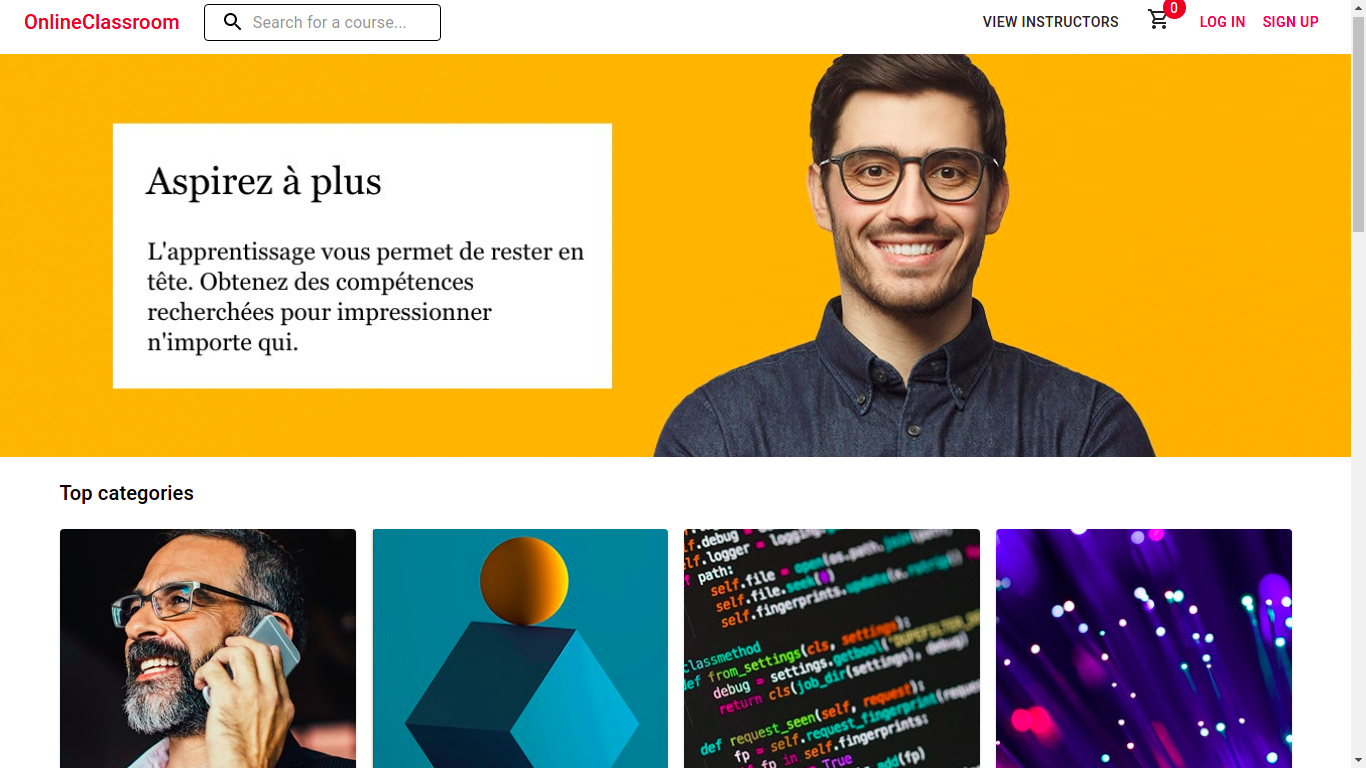 OnlineClassroom
Search for a course...
VIEW INSTRUCTORS
0
LOG IN
SIGN UP
Aspirez à plus
L'apprentissage vous permet de rester en
tête. Obtenez des compétences
recherchées pour impressionner
n'importe qui.
Top categories
self.debug =
self.logger = logging.
path:
self.file = open(os.path.join(path,
self.file.seek(0)
self.fingerprints.update(
classmethod
def from_settings(cls, settings):
debug = settings.getbool(
return cls(job_dir(settings), debug)
def request_seen(self, request):
fp = self.request_fingerprint(request
if fp in self.fingerprints:
True
.add(fp)